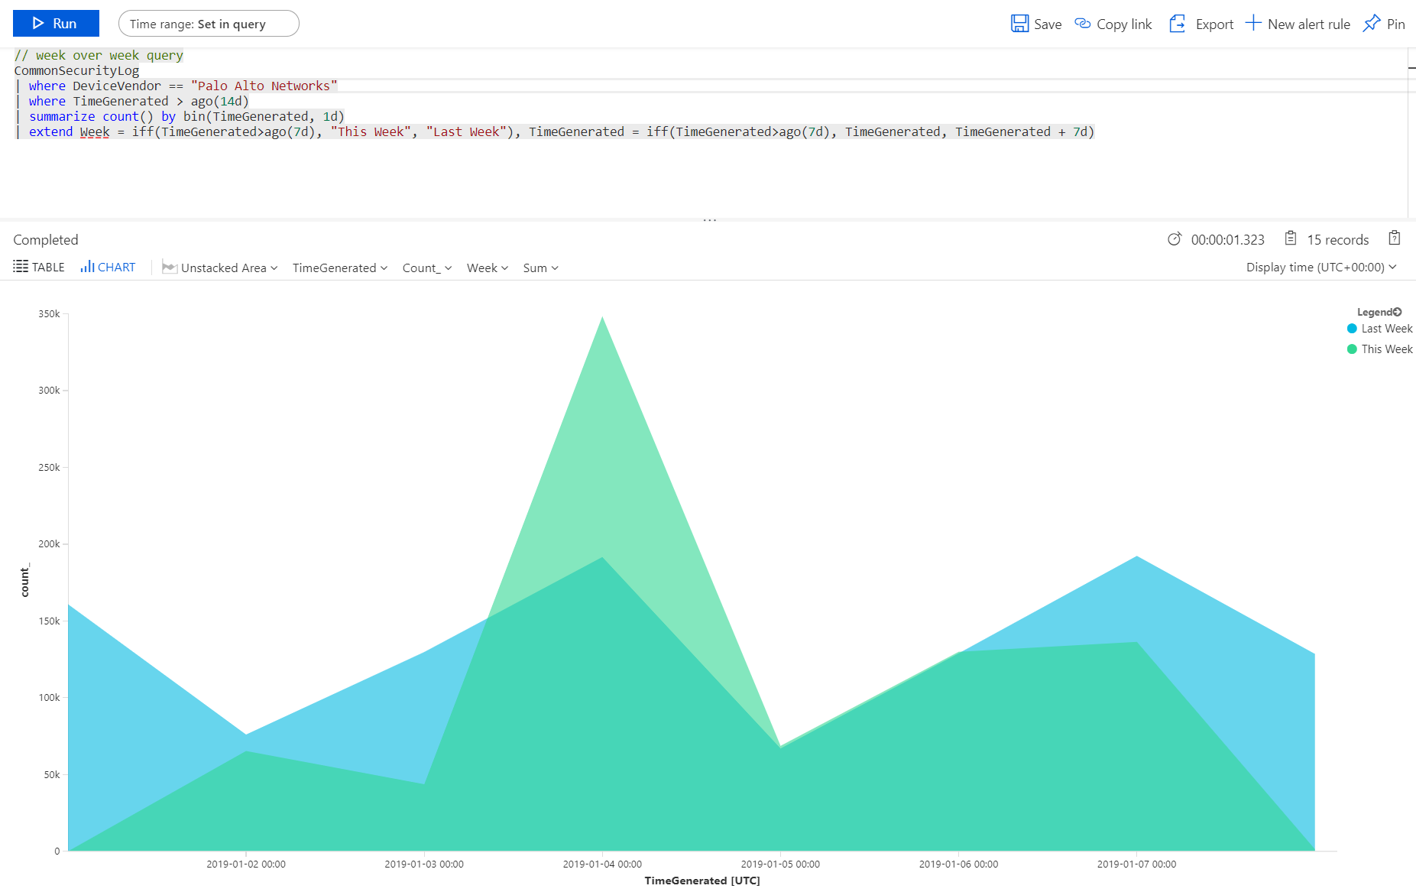 Run
Time range: Set in query
Save
Copy link
Export
New alert rule
Pin
// week over week query
CommonSecurityLog
| where DeviceVendor == "Palo Alto Networks"
| where TimeGenerated > ago(14d)
| summarize count() by bin(TimeGenerated, 1d)
| extend Week = iff(TimeGenerated>ago(7d), "This Week", "Last Week"), TimeGenerated = iff(TimeGenerated>ago(7d), TimeGenerated, TimeGenerated + 7d)
...
Completed
00:00:01.323
15 records
TABLE
CHART
Unstacked Area
TimeGenerated
Count_
Week
Sum
Display time (UTC+00:00)
Legend
Last Week
This Week
350k
300k
250k
200k
150k
100k
50k
0
count_
2019-01-02 00:00
2019-01-03 00:00
2019-01-04 00:00
2019-01-05 00:00
2019-01-06 00:00
2019-01-07 00:00
TimeGenerated [UTC]